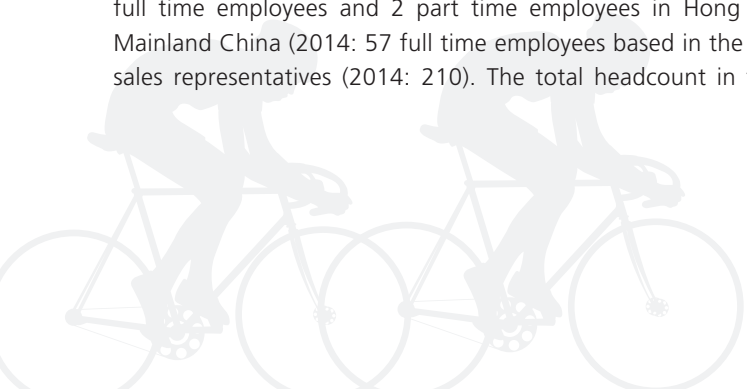 full time employees and 2 part time employees in Hong
Mainland China (2014: 57 full time employees based in the
sales representatives (2014: 210). The total headcount in